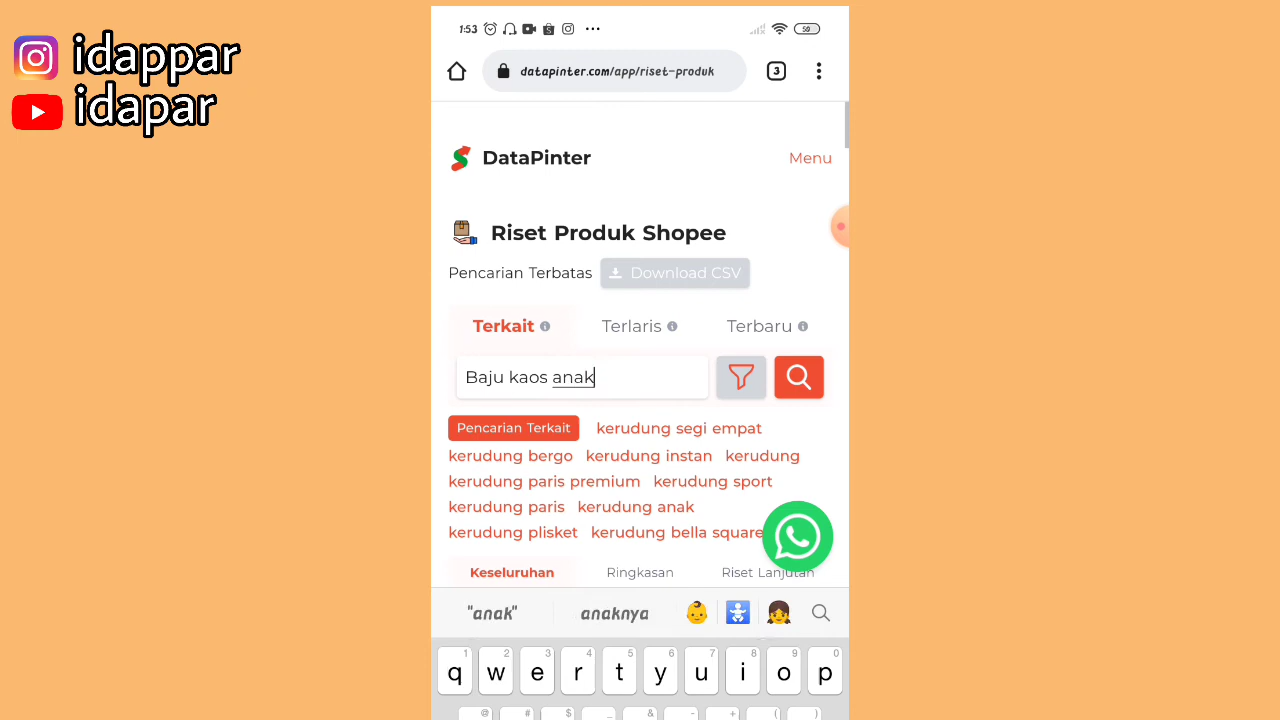 idappar
idapar
1:53
50
datapinter.com/app/riset-produk
3
DataPinter
Menu
Riset Produk Shopee
Pencarian Terbatas
Download CSV
Terkait
Terlaris
Terbaru
Baju kaos anak
Pencarian Terkait kerudung segi empat
kerudung bergo kerudung instan kerudung
kerudung paris premium kerudung sport
kerudung paris kerudung anak
kerudung plisket kerudung bella square
Keseluruhan
Ringkasan
Riset Lanjutan
"anak"
anaknya
1 2 3 4 5 6 7 8 9 0
q w e r t y u i o p
@ # $ _ & - + ( )